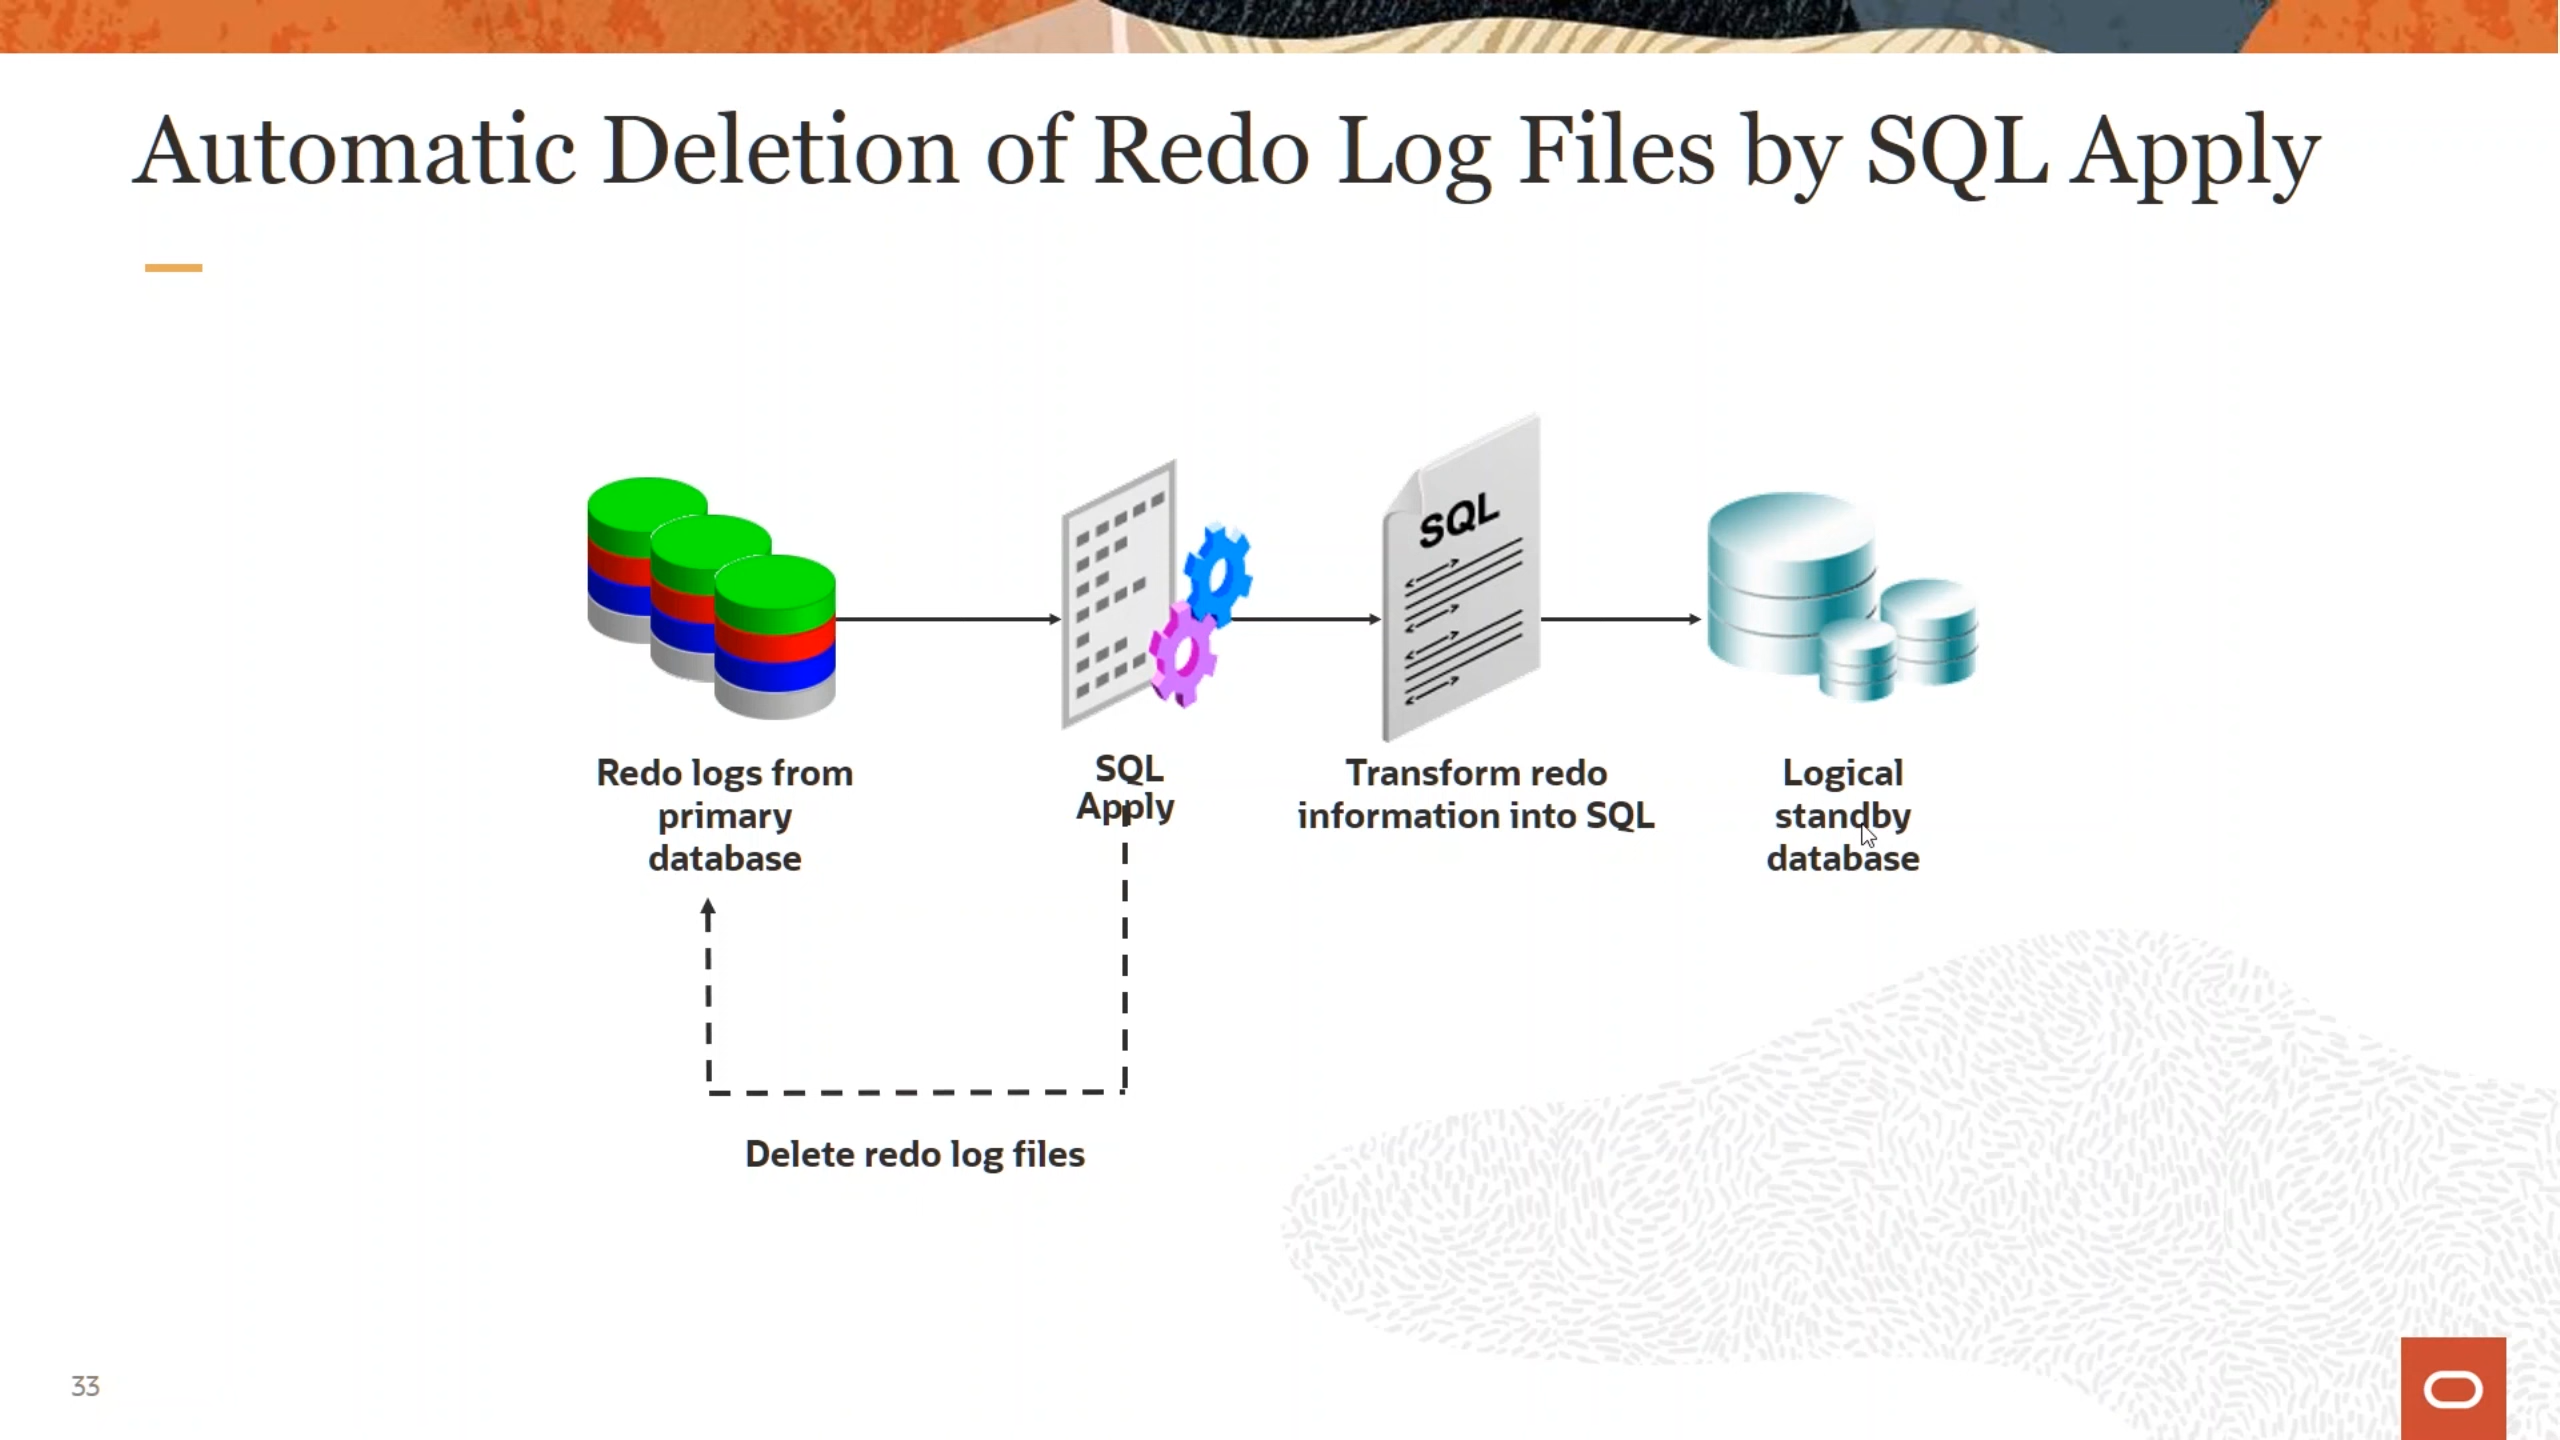 Automatic Deletion of Redo Log Files by SQL Apply
SQL
Redo logs from
primary
database
SQL
Apply
Transform redo
information into SQL
Logical
standby
database
Delete redo log files
33